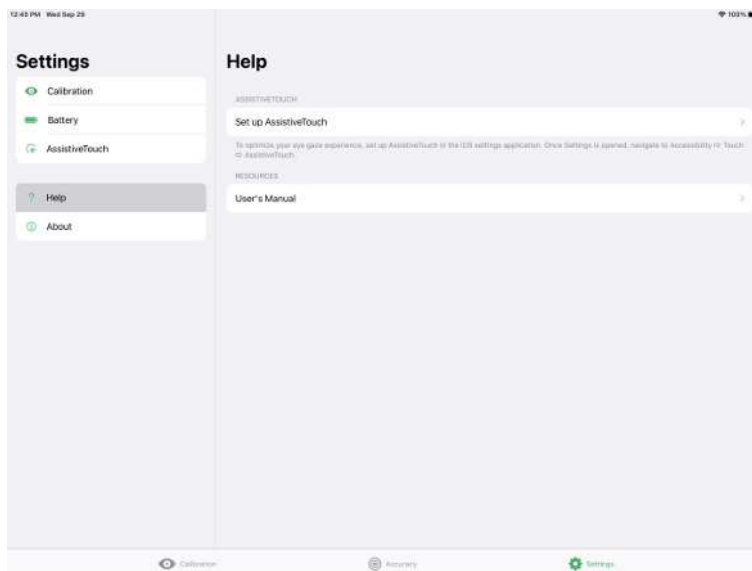 12:45 PM Wed Sep 29
100%
Settings
Calibration
Battery
AssistiveTouch
Help
About
Help
ASSISTIVETOUCH
Set up AssistiveTouch
To optimize your eye gaze experience, set up AssistiveTouch in the iOS settings application. Once Settings is opened, navigate to Accessibility ⇨ Touch
⇨ AssistiveTouch.
RESOURCES
User's Manual
Calibration
Accuracy
Settings